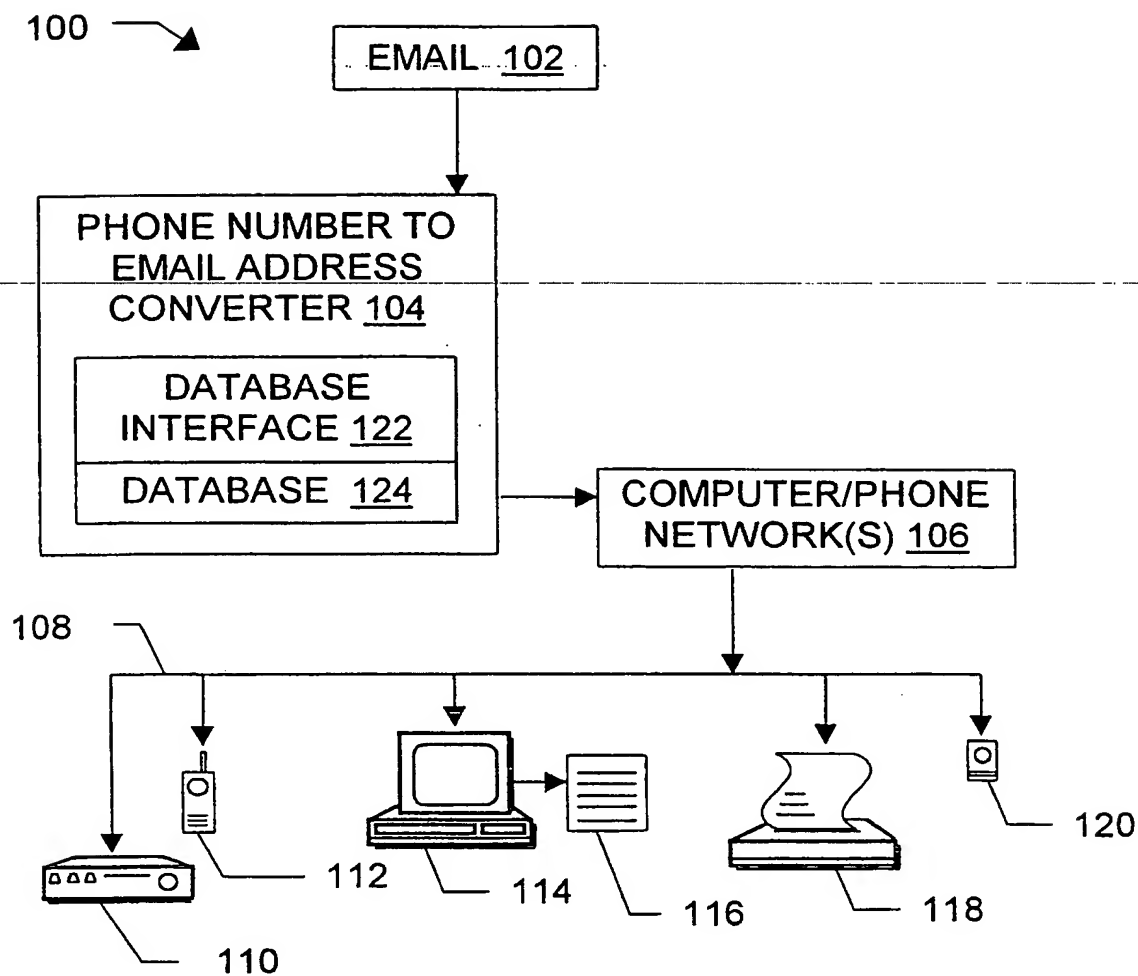 100
EMAIL 102
PHONE NUMBER TO
EMAIL ADDRESS
CONVERTER 104
DATABASE
INTERFACE 122
DATABASE 124
COMPUTER/PHONE
NETWORK(S) 106
108
110
112
114
116
118
120